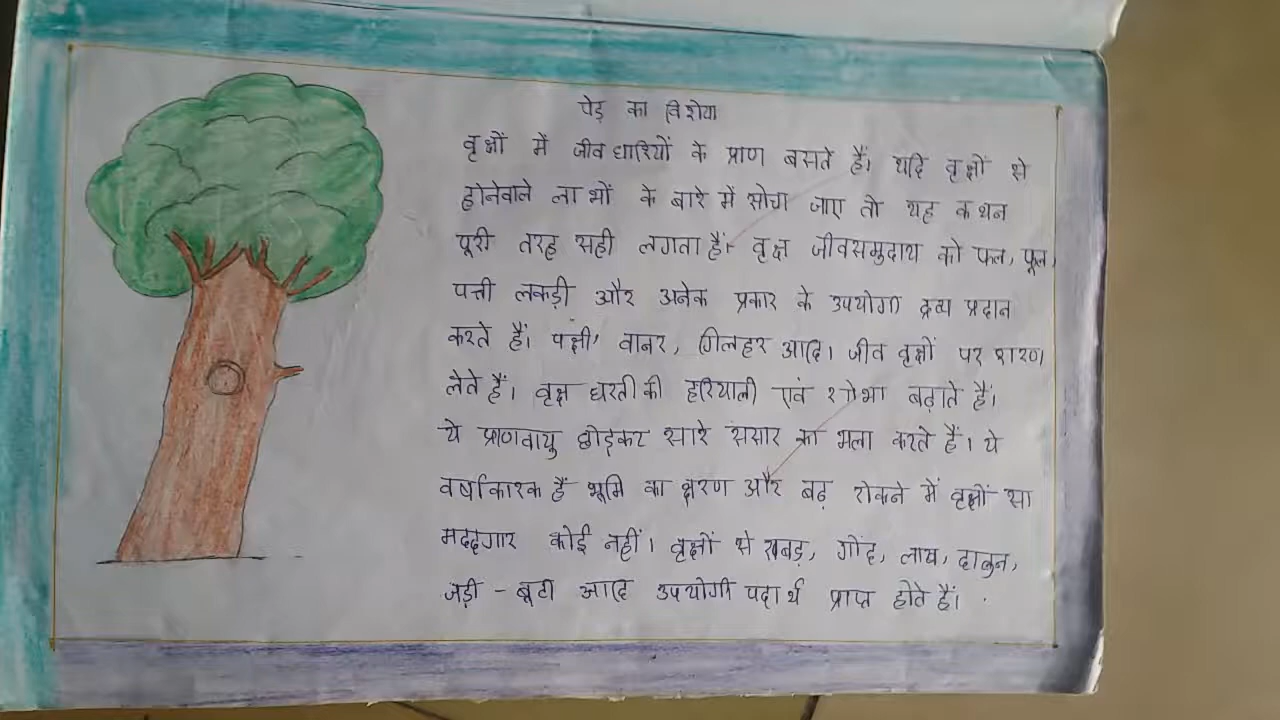 पेड़ का विशेया
वृक्षों में जीवधारियों के प्राण बसते हैं। यदि वृक्षों से
होनेवाले लाभों के बारे में सोचा जाए तो यह कथन
पूरी तरह सही लगता है। वृक्ष जीवसमुदाय को फल, फूल,
पत्ती लकड़ी और अनेक प्रकार के उपयोगी द्रव्य प्रदान
करते हैं। पक्षी, वानर, गिलहर आदि। जीव वृक्षों पर शरण
लेते हैं। वृक्ष धरती की हरियाली एवं शोभा बढ़ाते हैं।
ये प्राणवायु छोड़कर सारे संसार का भला करते हैं। ये
वर्षाकारक हैं भूमि का क्षरण और बढ़ रोकने में वृक्षों सा
मददगार कोई नहीं। वृक्षों से रबड़, गोंद, लाख, दातुन,
जड़ी - बूटी आदि उपयोगी पदार्थ प्राप्त होते हैं।